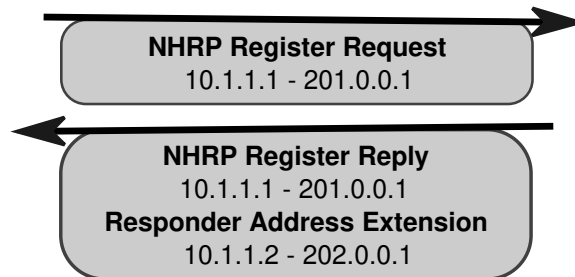 NHRP Register Request
10.1.1.1 - 201.0.0.1
NHRP Register Reply
10.1.1.1 - 201.0.0.1
Responder Address Extension
10.1.1.2 - 202.0.0.1